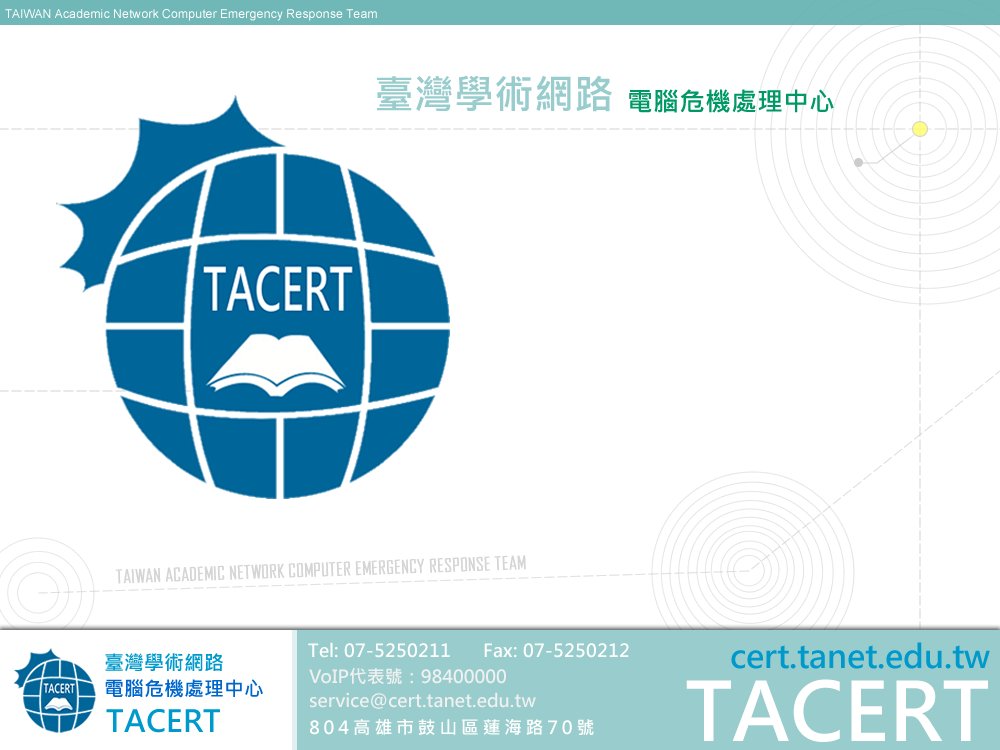 TAIWAN Academic Network Computer Emergency Response Team
臺灣學術網路 電腦危機處理中心
TACERT
TAIWAN ACADEMIC NETWORK COMPUTER EMERGENCY RESPONSE TEAM
TACERT
臺灣學術網路
電腦危機處理中心
TACERT
Tel: 07-5250211 Fax: 07-5250212
VoIP代表號：98400000
service@cert.tanet.edu.tw
804高雄市鼓山區蓮海路70號
cert.tanet.edu.tw
TACERT